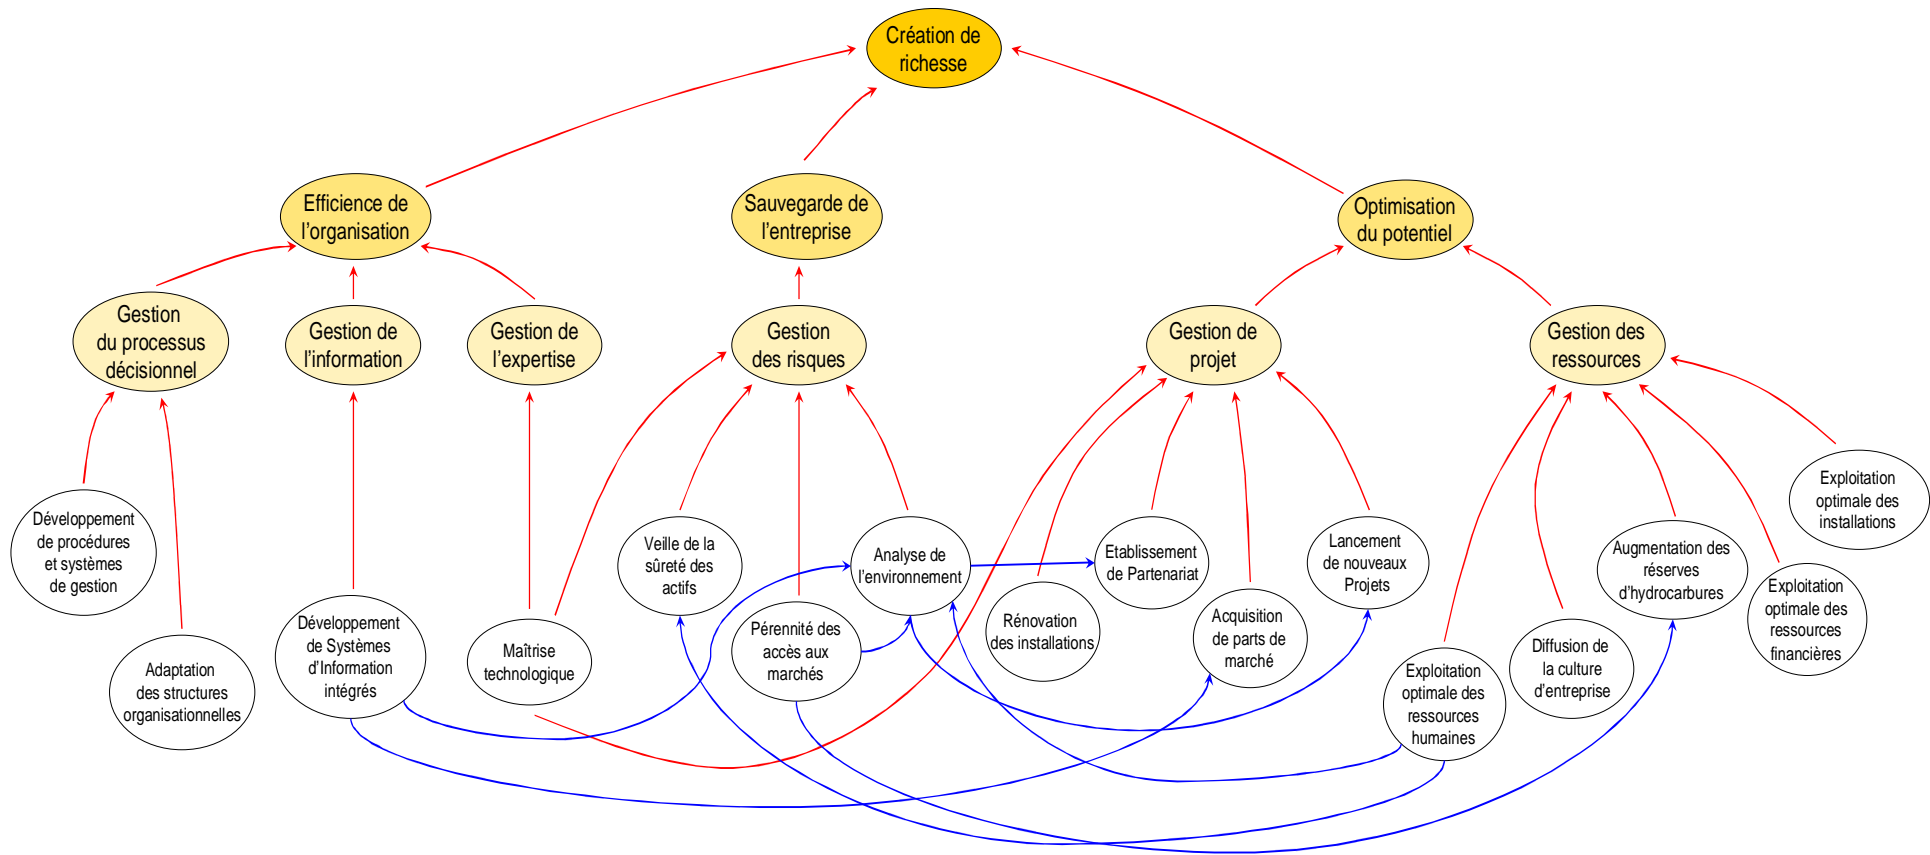 Création de
richesse
Efficience de
l'organisation
Sauvegarde de
l'entreprise
Optimisation
du potentiel
Gestion
du processus
décisionnel
Gestion de
l'information
Gestion de
l'expertise
Gestion
des risques
Gestion de
projet
Gestion des
ressources
Développement
de procédures
et systèmes
de gestion
Adaptation
des structures
organisationnelles
Développement
de Systèmes
d'Information
intégrés
Maîtrise
technologique
Veille de la
sûreté des
actifs
Pérennité des
accès aux
marchés
Analyse de
l'environnement
Rénovation
des installations
Etablissement
de Partenariat
Acquisition
de parts de
marché
Lancement
de nouveaux
Projets
Exploitation
optimale des
ressources
humaines
Diffusion de
la culture
d'entreprise
Augmentation des
réserves
d'hydrocarbures
Exploitation
optimale des
ressources
financières
Exploitation
optimale des
installations